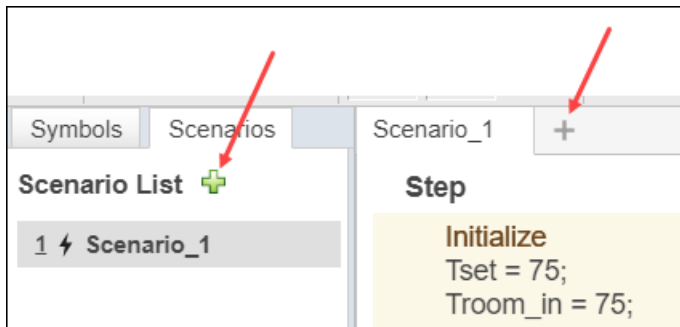 Symbols Scenarios Scenario_1 +
Scenario List
Step
1 Scenario_1
Initialize
Tset = 75;
Troom_in = 75;